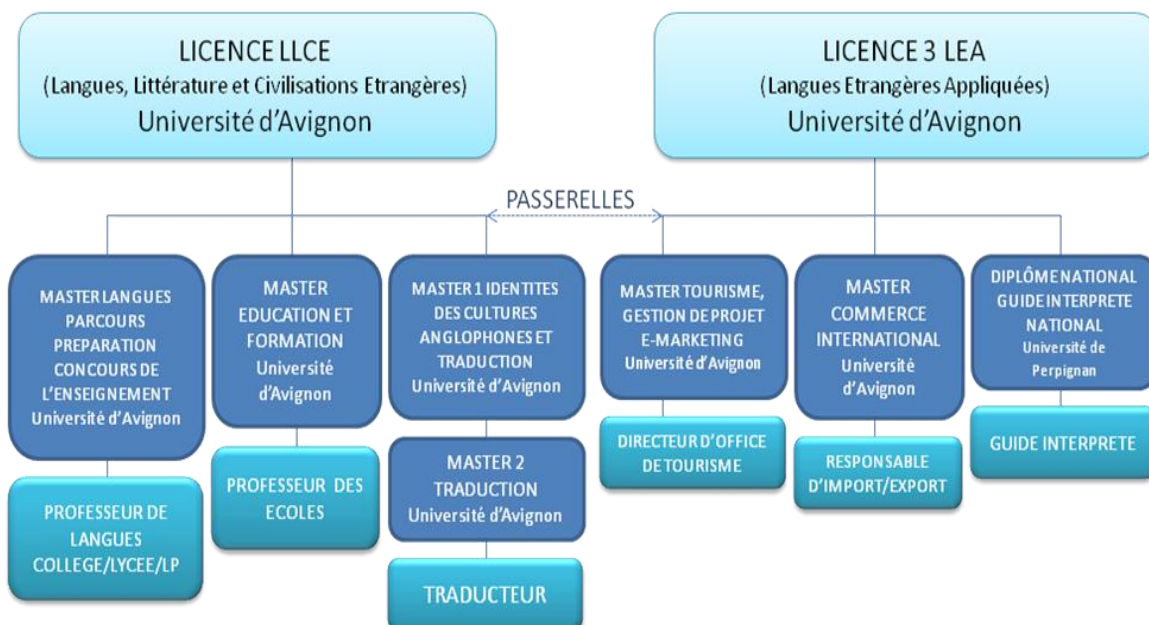 LICENCE LLCE
(Langues, Littérature et Civilisations Etrangères)
Université d'Avignon
LICENCE 3 LEA
(Langues Etrangères Appliquées)
Université d'Avignon
PASSERELLES
MASTER LANGUES
PARCOURS
PREPARATION
CONCOURS DE
L'ENSEIGNEMENT
Université d'Avignon
MASTER
EDUCATION ET
FORMATION
Université
d'Avignon
MASTER 1 IDENTITES
DES CULTURES
ANGLOPHONES ET
TRADUCTION
Université d'Avignon
MASTER TOURISME,
GESTION DE PROJET
E-MARKETING
Université d'Avignon
MASTER
COMMERCE
INTERNATIONAL
Université
d'Avignon
DIPLÔME NATIONAL
GUIDE INTERPRETE
NATIONAL
Université de
Perpignan
PROFESSEUR DE
LANGUES
COLLEGE/LYCEE/LP
PROFESSEUR DES
ECOLES
MASTER 2
TRADUCTION
Université d'Avignon
TRADUCTEUR
DIRECTEUR D'OFFICE
DE TOURISME
RESPONSABLE
D'IMPORT/EXPORT
GUIDE INTERPRETE